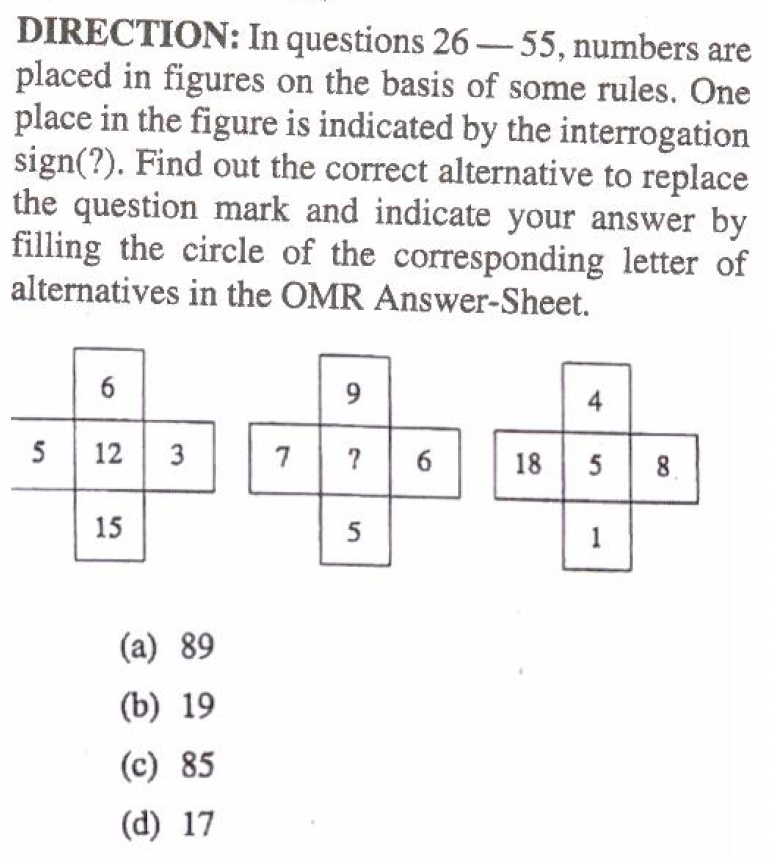 DIRECTION: In questions 26 — 55, numbers are
placed in figures on the basis of some rules. One
place in the figure is indicated by the interrogation
sign(?). Find out the correct alternative to replace
the question mark and indicate your answer by
filling the circle of the corresponding letter of
alternatives in the OMR Answer-Sheet.
6 9 4
5 12 3 7 ? 6 18 5 8
15 5 1
(a) 89
(b) 19
(c) 85
(d) 17